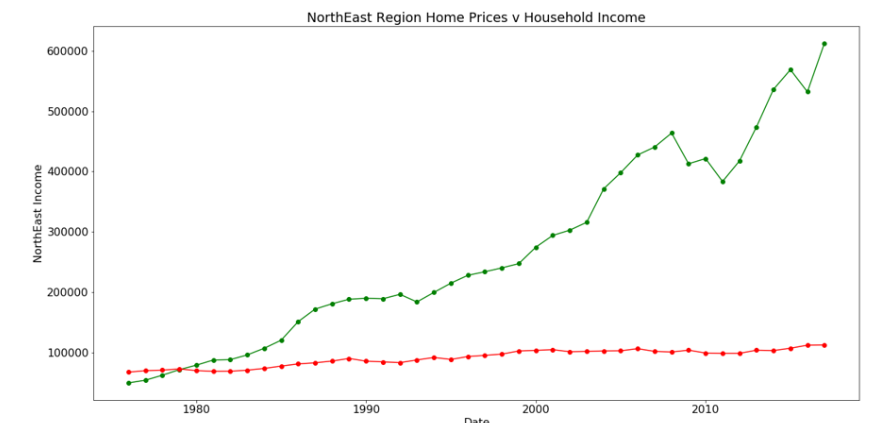 NorthEast Region Home Prices v Household Income
600000
500000
400000
300000
200000
100000
NorthEast Income
1980 1990 2000 2010
Date